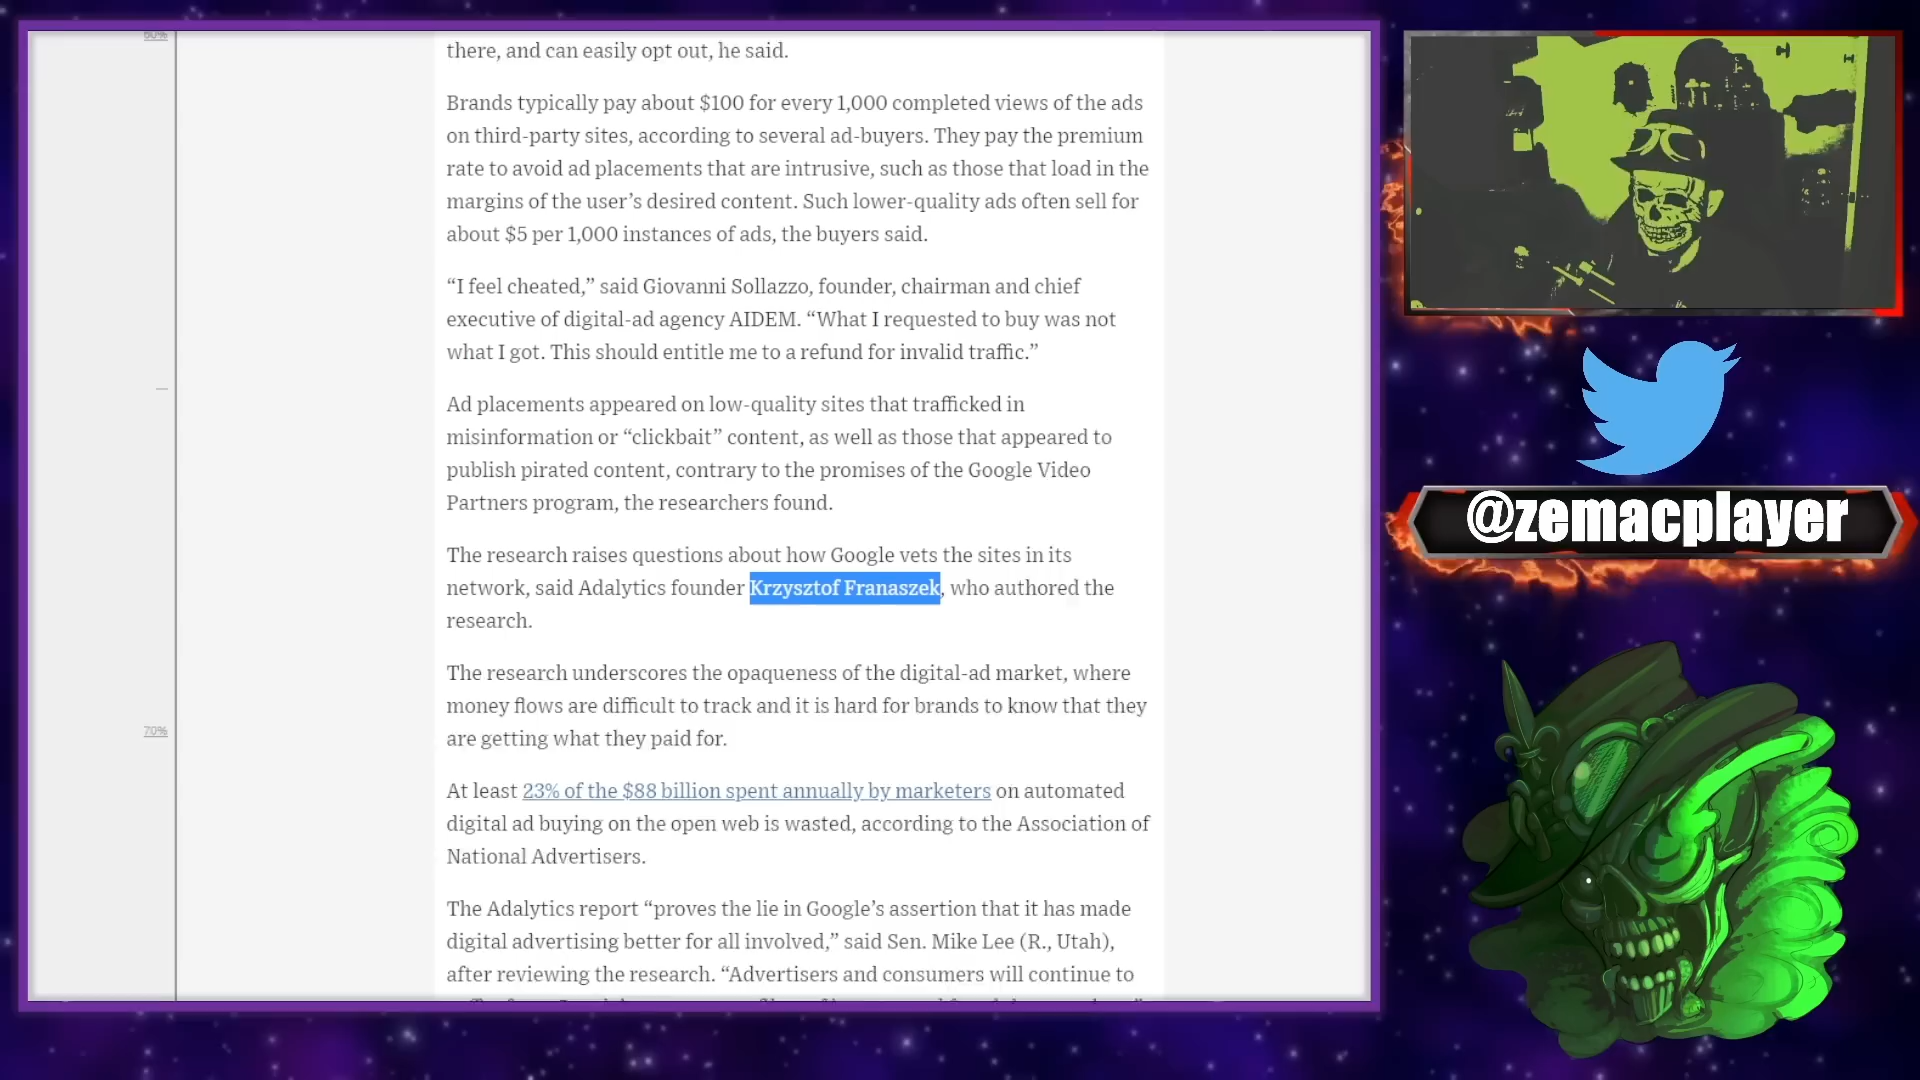 60%
there, and can easily opt out, he said.
Brands typically pay about $100 for every 1,000 completed views of the ads
on third-party sites, according to several ad-buyers. They pay the premium
rate to avoid ad placements that are intrusive, such as those that load in the
margins of the user’s desired content. Such lower-quality ads often sell for
about $5 per 1,000 instances of ads, the buyers said.
“I feel cheated,” said Giovanni Sollazzo, founder, chairman and chief
executive of digital-ad agency AIDEM. “What I requested to buy was not
what I got. This should entitle me to a refund for invalid traffic.”
Ad placements appeared on low-quality sites that trafficked in
misinformation or “clickbait” content, as well as those that appeared to
publish pirated content, contrary to the promises of the Google Video
Partners program, the researchers found.
The research raises questions about how Google vets the sites in its
network, said Adalytics founder Krzysztof Franaszek, who authored the
research.
The research underscores the opaqueness of the digital-ad market, where
money flows are difficult to track and it is hard for brands to know that they
are getting what they paid for.
70%
At least 23% of the $88 billion spent annually by marketers on automated
digital ad buying on the open web is wasted, according to the Association of
National Advertisers.
The Adalytics report “proves the lie in Google’s assertion that it has made
digital advertising better for all involved,” said Sen. Mike Lee (R., Utah),
after reviewing the research. “Advertisers and consumers will continue to
@zemacplayer